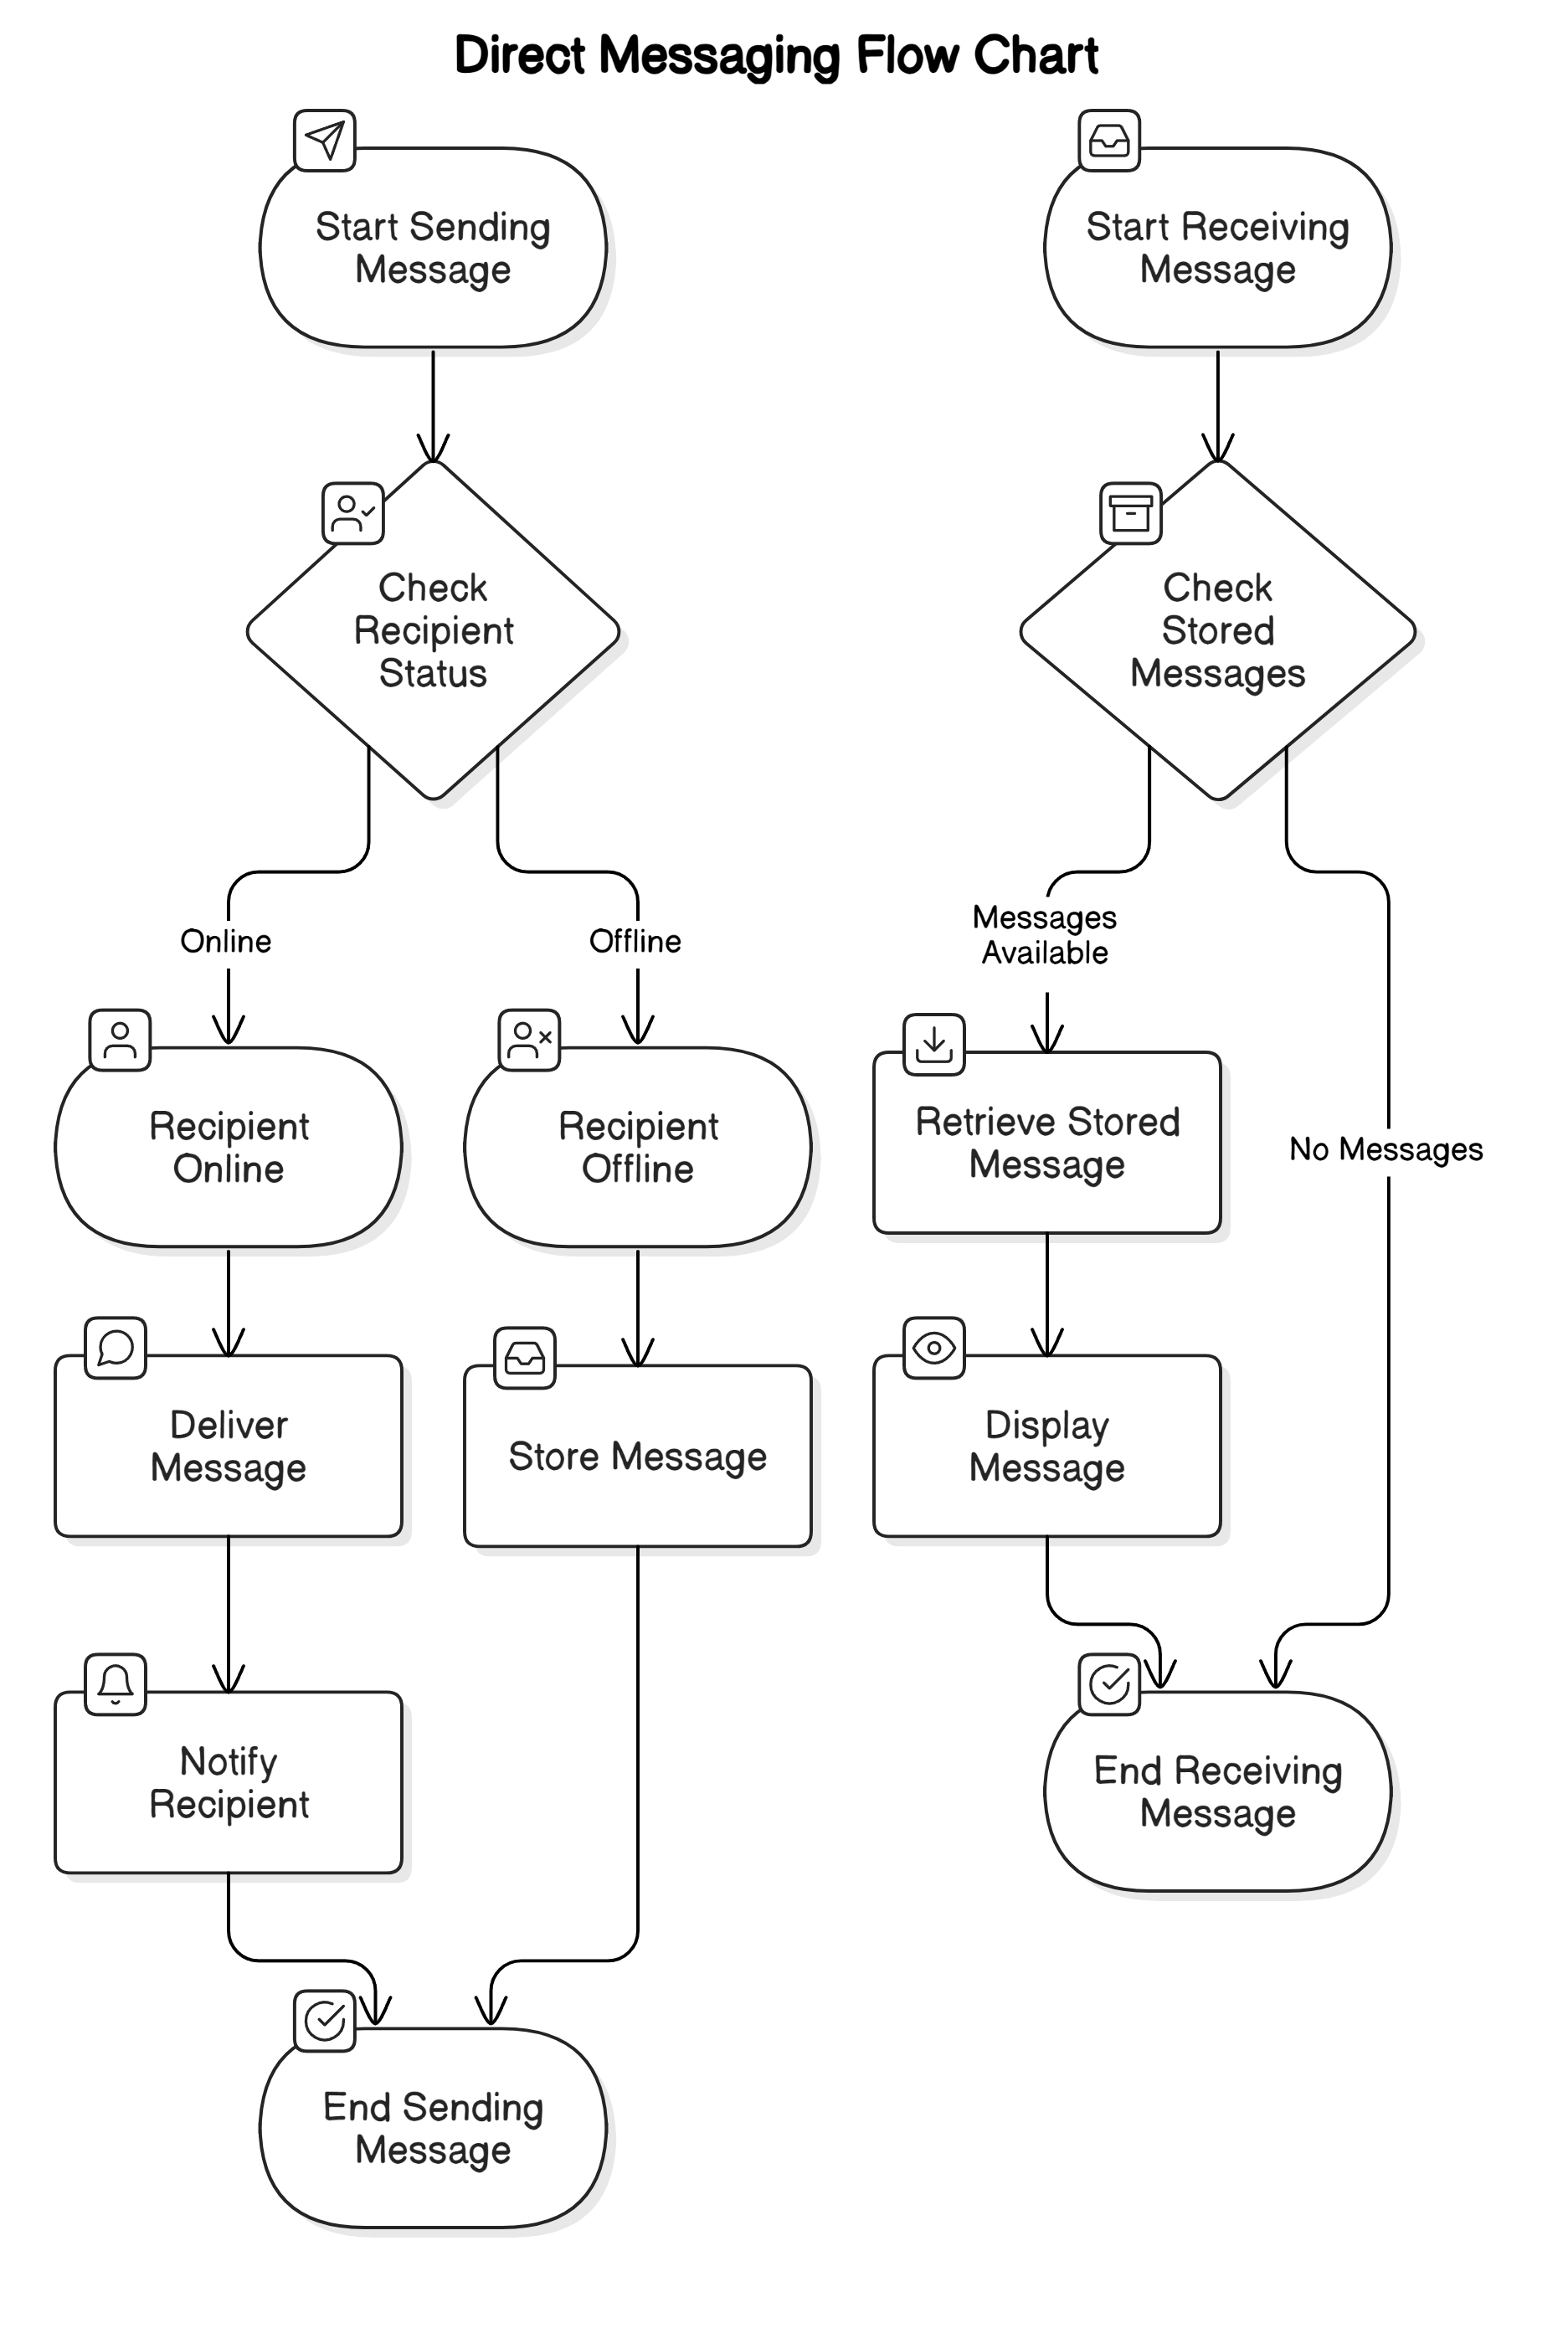 Direct Messaging Flow Chart
Start Sending
Message
Start Receiving
Message
Check
Recipient
Status
Check
Stored
Messages
Online
Offline
Messages
Available
No Messages
Recipient
Online
Recipient
Offline
Retrieve Stored
Message
Deliver
Message
Store Message
Display
Message
Notify
Recipient
End Receiving
Message
End Sending
Message